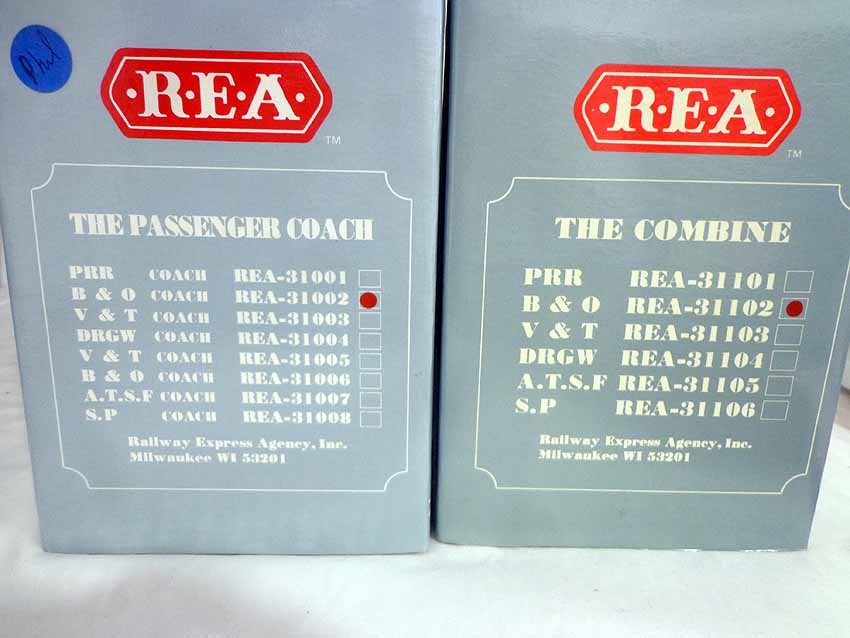 Phil
·R·E·A·
TM
THE PASSENGER COACH
PRR COACH REA-31001
B & O COACH REA-31002
V & T COACH REA-31003
DRGW COACH REA-31004
V & T COACH REA-31005
B & O COACH REA-31006
A.T.S.F COACH REA-31007
S.P COACH REA-31008
Railway Express Agency, Inc.
Milwaukee WI 53201
·R·E·A·
TM
THE COMBINE
PRR REA-31101
B & O REA-31102
V & T REA-31103
DRGW REA-31104
A.T.S.F REA-31105
S.P REA-31106
Railway Express Agency, Inc.
Milwaukee WI 53201